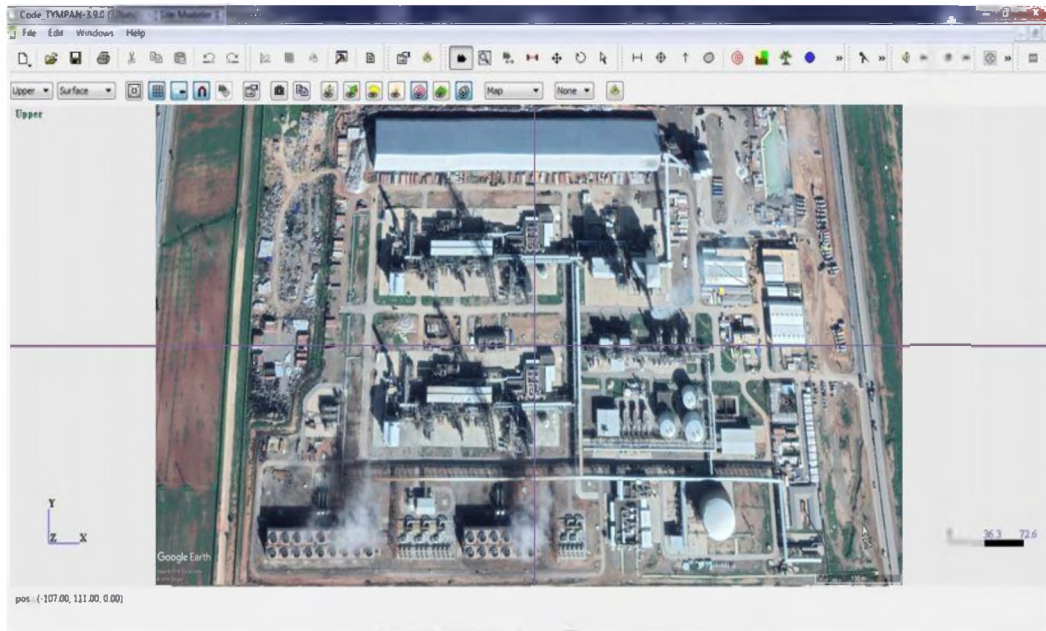 Code_TYMPAN-3.9.0
File Edit Windows Help
Upper Surface Map None
Upper
Y
Z X
Google Earth
36.3 72.6
pos : (-107.00, 111.00, 0.00)